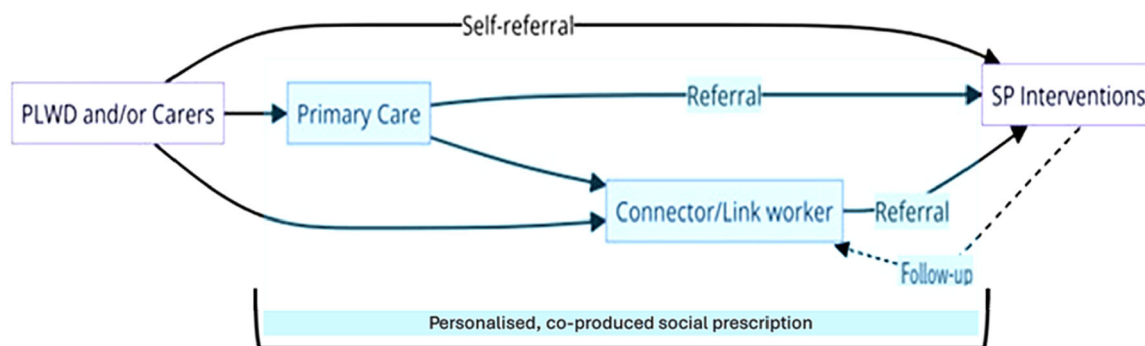 Self-referral
PLWD and/or Carers
Primary Care
Referral
SP Interventions
Connector/Link worker
Referral
Follow-up
Personalised, co-produced social prescription